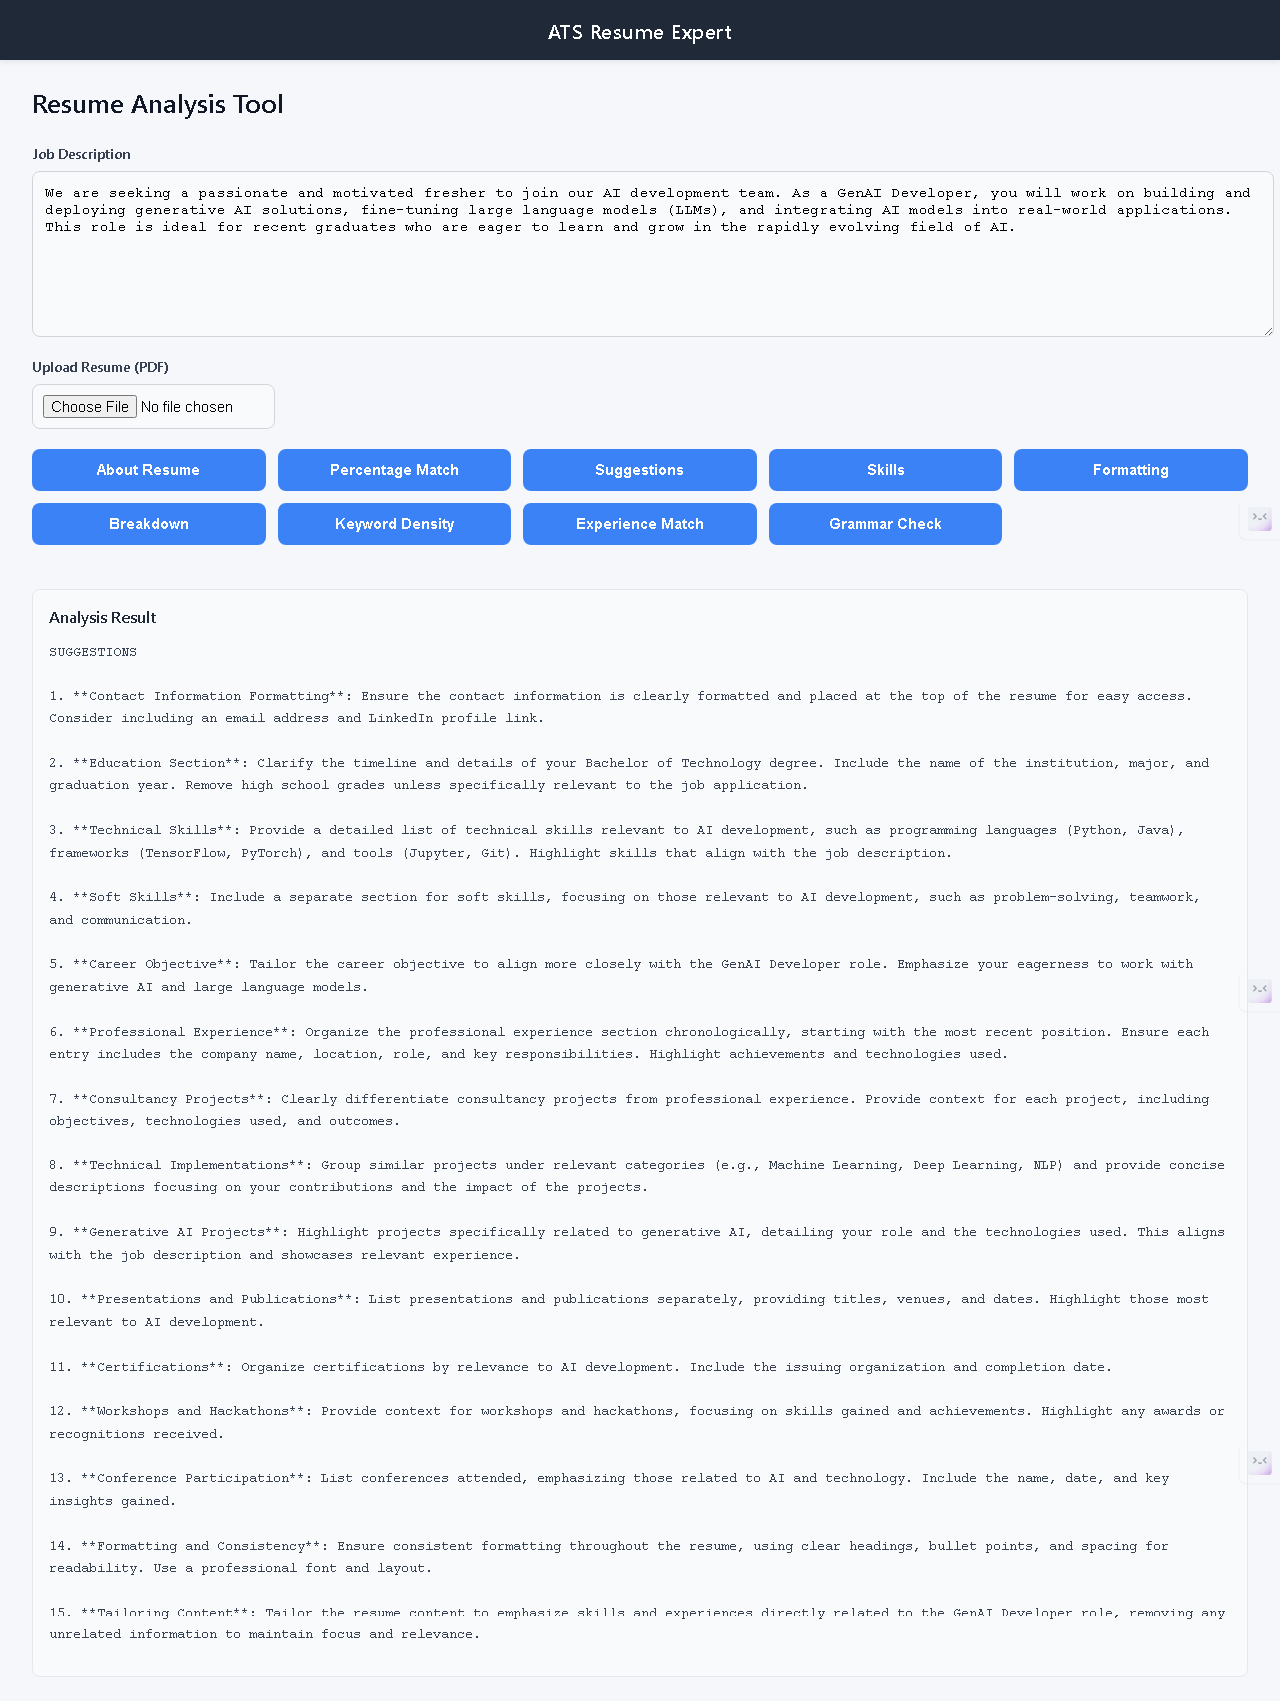 ATS Resume Expert
Resume Analysis Tool
Job Description
We are seeking a passionate and motivated fresher to join our AI development team. As a GenAI Developer, you will work on building and
deploying generative AI solutions, fine-tuning large language models (LLMs), and integrating AI models into real-world applications.
This role is ideal for recent graduates who are eager to learn and grow in the rapidly evolving field of AI.
Upload Resume (PDF)
Choose File No file chosen
About Resume Percentage Match Suggestions Skills Formatting
Breakdown Keyword Density Experience Match Grammar Check
Analysis Result
SUGGESTIONS
1. **Contact Information Formatting**: Ensure the contact information is clearly formatted and placed at the top of the resume for easy access.
Consider including an email address and LinkedIn profile link.
2. **Education Section**: Clarify the timeline and details of your Bachelor of Technology degree. Include the name of the institution, major, and
graduation year. Remove high school grades unless specifically relevant to the job application.
3. **Technical Skills**: Provide a detailed list of technical skills relevant to AI development, such as programming languages (Python, Java),
frameworks (TensorFlow, PyTorch), and tools (Jupyter, Git). Highlight skills that align with the job description.
4. **Soft Skills**: Include a separate section for soft skills, focusing on those relevant to AI development, such as problem-solving, teamwork,
and communication.
5. **Career Objective**: Tailor the career objective to align more closely with the GenAI Developer role. Emphasize your eagerness to work with
generative AI and large language models.
6. **Professional Experience**: Organize the professional experience section chronologically, starting with the most recent position. Ensure each
entry includes the company name, location, role, and key responsibilities. Highlight achievements and technologies used.
7. **Consultancy Projects**: Clearly differentiate consultancy projects from professional experience. Provide context for each project, including
objectives, technologies used, and outcomes.
8. **Technical Implementations**: Group similar projects under relevant categories (e.g., Machine Learning, Deep Learning, NLP) and provide concise
descriptions focusing on your contributions and the impact of the projects.
9. **Generative AI Projects**: Highlight projects specifically related to generative AI, detailing your role and the technologies used. This aligns
with the job description and showcases relevant experience.
10. **Presentations and Publications**: List presentations and publications separately, providing titles, venues, and dates. Highlight those most
relevant to AI development.
11. **Certifications**: Organize certifications by relevance to AI development. Include the issuing organization and completion date.
12. **Workshops and Hackathons**: Provide context for workshops and hackathons, focusing on skills gained and achievements. Highlight any awards or
recognitions received.
13. **Conference Participation**: List conferences attended, emphasizing those related to AI and technology. Include the name, date, and key
insights gained.
14. **Formatting and Consistency**: Ensure consistent formatting throughout the resume, using clear headings, bullet points, and spacing for
readability. Use a professional font and layout.
15. **Tailoring Content**: Tailor the resume content to emphasize skills and experiences directly related to the GenAI Developer role, removing any
unrelated information to maintain focus and relevance.